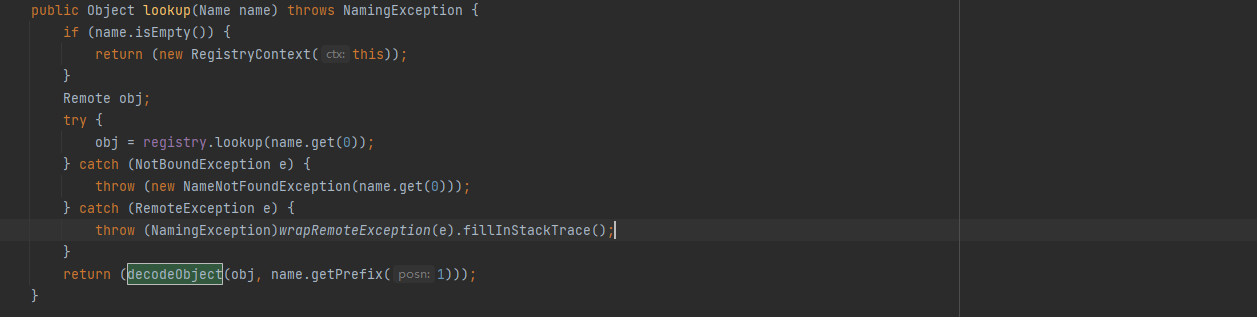 public Object lookup(Name name) throws NamingException {
    if (name.isEmpty()) {
        return (new RegistryContext( ctx: this));
    }
    Remote obj;
    try {
        obj = registry.lookup(name.get(0));
    } catch (NotBoundException e) {
        throw (new NameNotFoundException(name.get(0)));
    } catch (RemoteException e) {
        throw (NamingException)wrapRemoteException(e).fillInStackTrace();
    }
    return (decodeObject(obj, name.getPrefix( posn: 1)));
}